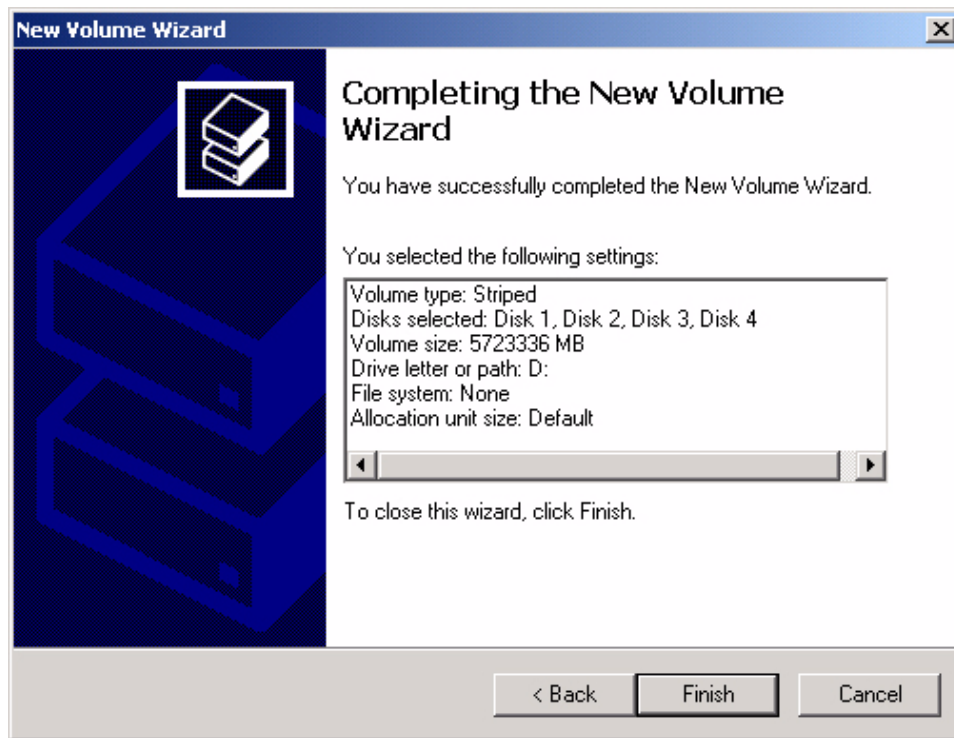 New Volume Wizard
Completing the New Volume
Wizard
You have successfully completed the New Volume Wizard.
You selected the following settings:
Volume type: Striped
Disks selected: Disk 1, Disk 2, Disk 3, Disk 4
Volume size: 5723336 MB
Drive letter or path: D:
File system: None
Allocation unit size: Default
To close this wizard, click Finish.
< Back Finish Cancel